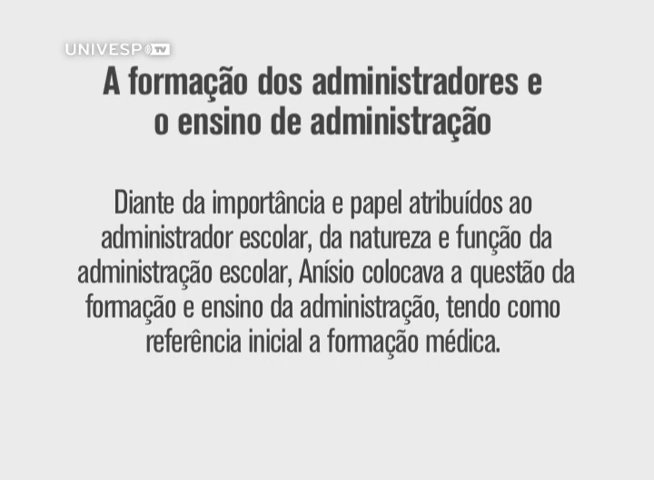 UNIVESP TV
A formação dos administradores e
o ensino de administração
Diante da importância e papel atribuídos ao
administrador escolar, da natureza e função da
administração escolar, Anísio colocava a questão da
formação e ensino da administração, tendo como
referência inicial a formação médica.